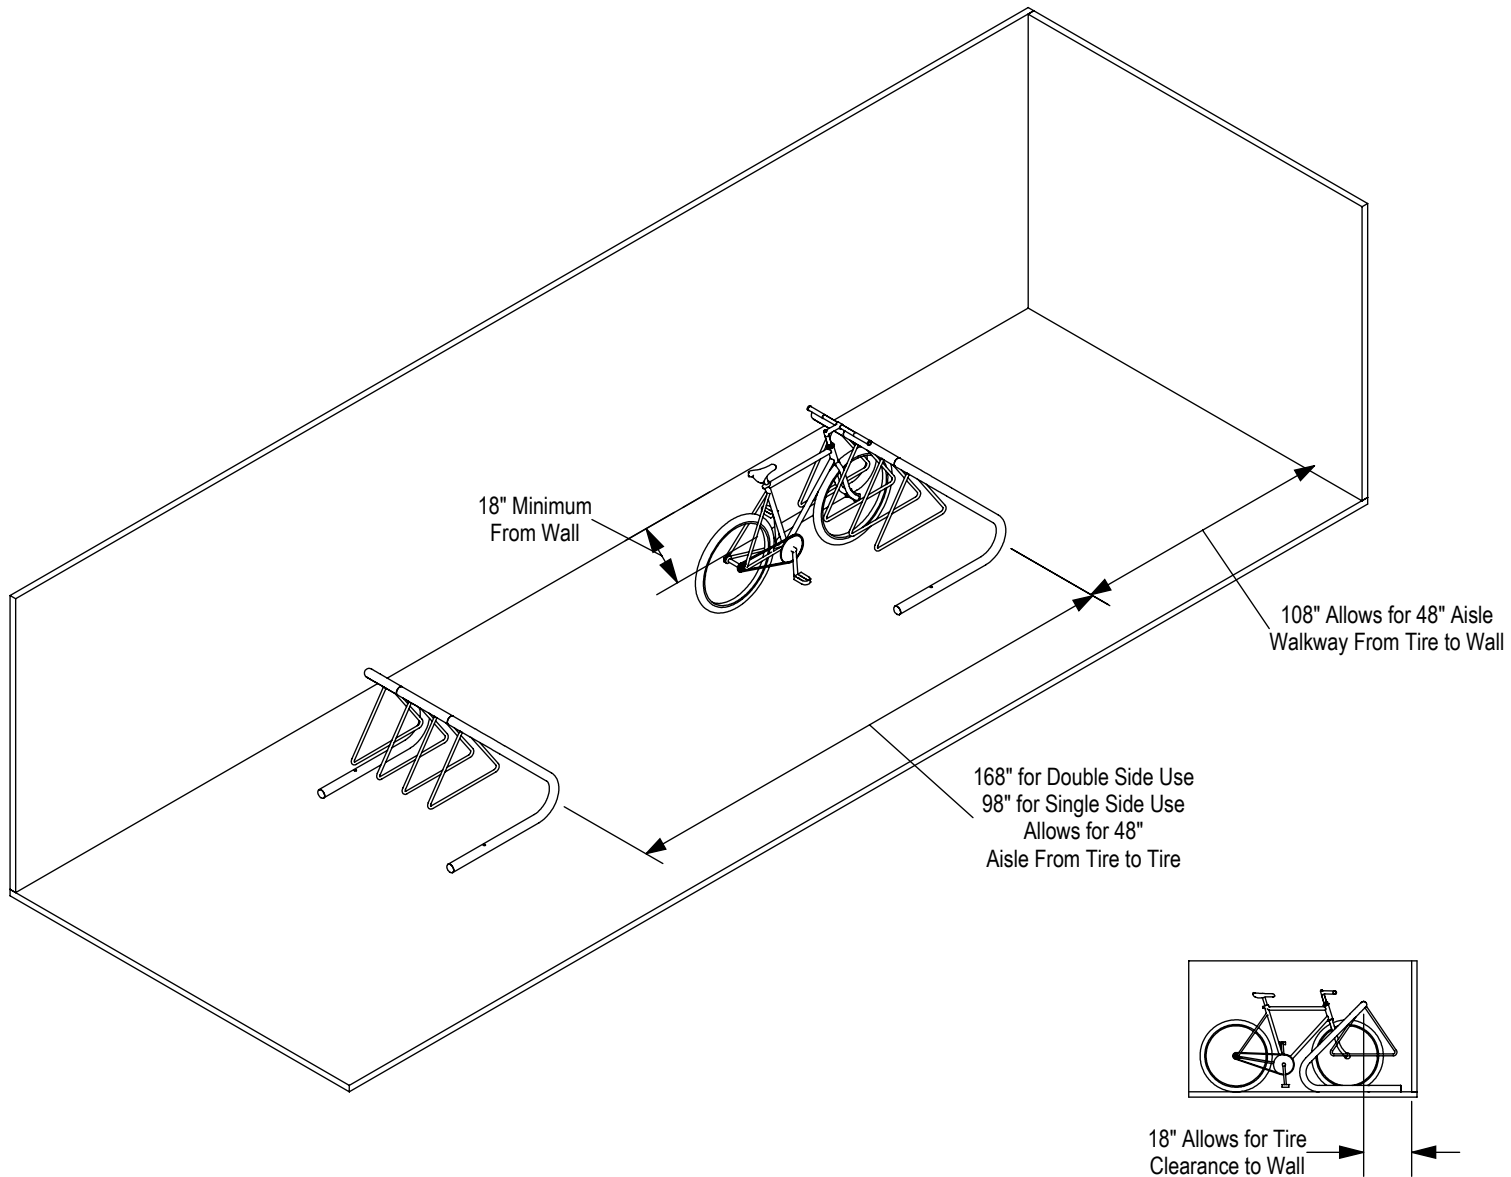 18" Minimum
From Wall
108" Allows for 48" Aisle
Walkway From Tire to Wall
168" for Double Side Use
98" for Single Side Use
Allows for 48"
Aisle From Tire to Tire
18" Allows for Tire
Clearance to Wall